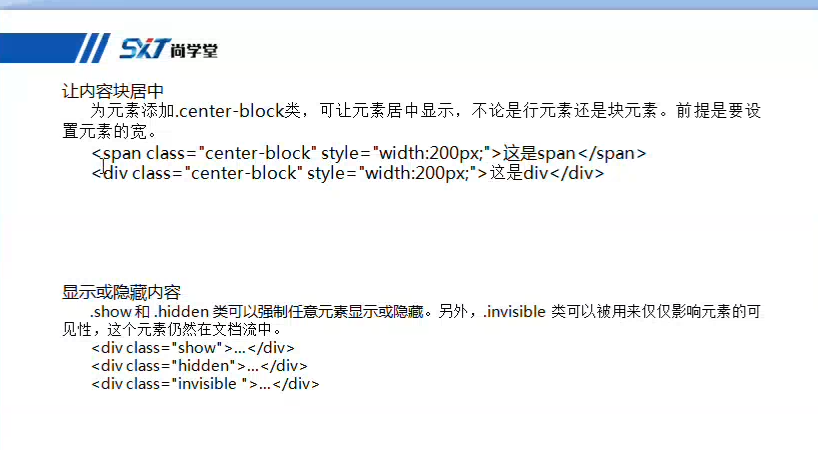 SXT 尚学堂
让内容块居中
为元素添加.center-block类，可让元素居中显示，不论是行元素还是块元素。前提是要设
置元素的宽。
<span class="center-block" style="width:200px;">这是span</span>
<div class="center-block" style="width:200px;">这是div</div>
显示或隐藏内容
.show 和 .hidden 类可以强制任意元素显示或隐藏。另外，.invisible 类可以被用来仅仅影响元素的可
见性，这个元素仍然在文档流中。
<div class="show">...</div>
<div class="hidden">...</div>
<div class="invisible ">...</div>